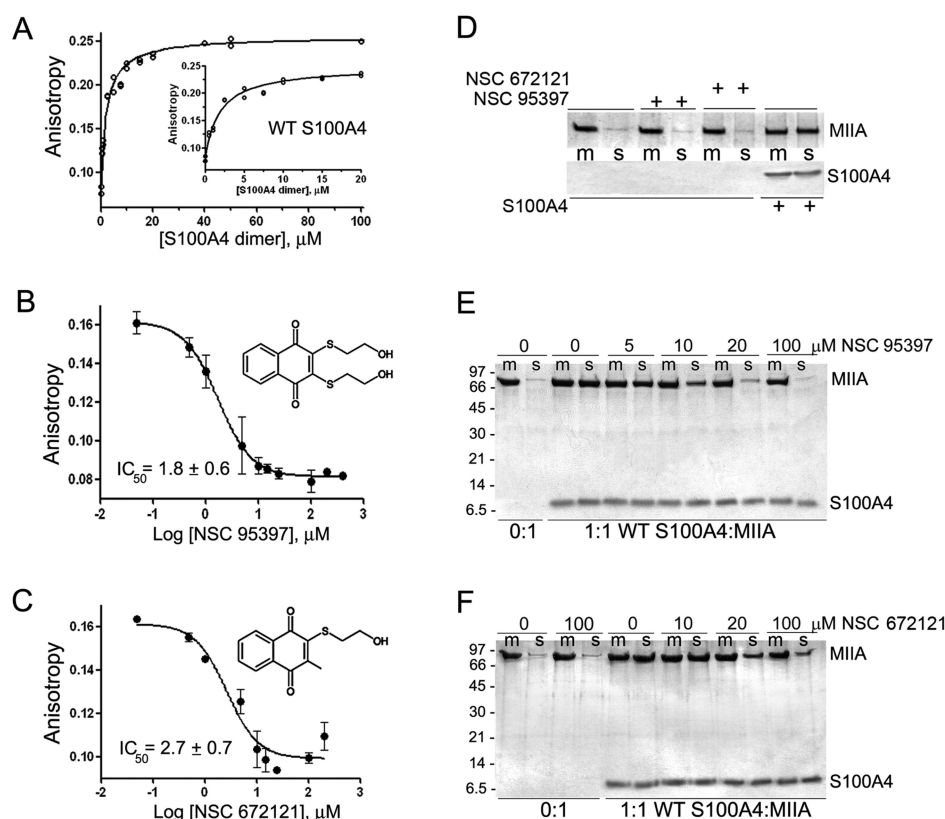 A
0.25
0.20
0.15
0.10
Anisotropy
0.25
0.20
0.15
0.10
Anisotropy
WT S100A4
0 5 10 15 20
[S100A4 dimer], μM
0 20 40 60 80 100
[S100A4 dimer], μM
B
0.16
0.14
0.12
0.10
0.08
Anisotropy
O
S
OH
S
OH
O
IC50= 1.8 ± 0.6
-2 -1 0 1 2 3
Log [NSC 95397], μM
C
0.16
0.14
0.12
0.10
Anisotropy
O
S
OH
O
IC50= 2.7 ± 0.7
-2 -1 0 1 2 3
Log [NSC 672121], μM
D
NSC 672121 + +
NSC 95397 + +
MIIA
m s m s m s m s
S100A4
S100A4 + +
E
0 0 5 10 20 100 μM NSC 95397
m s m s m s m s m s m s
MIIA
97 -
66 -
45 -
31 -
21 -
14 -
6.5 -
S100A4
0:1 1:1 WT S100A4:MIIA
F
0 100 0 10 20 100 μM NSC 672121
m s m s m s m s m s m s
MIIA
97 -
66 -
45 -
30 -
21 -
14 -
6.5 -
S100A4
0:1 1:1 WT S100A4:MIIA